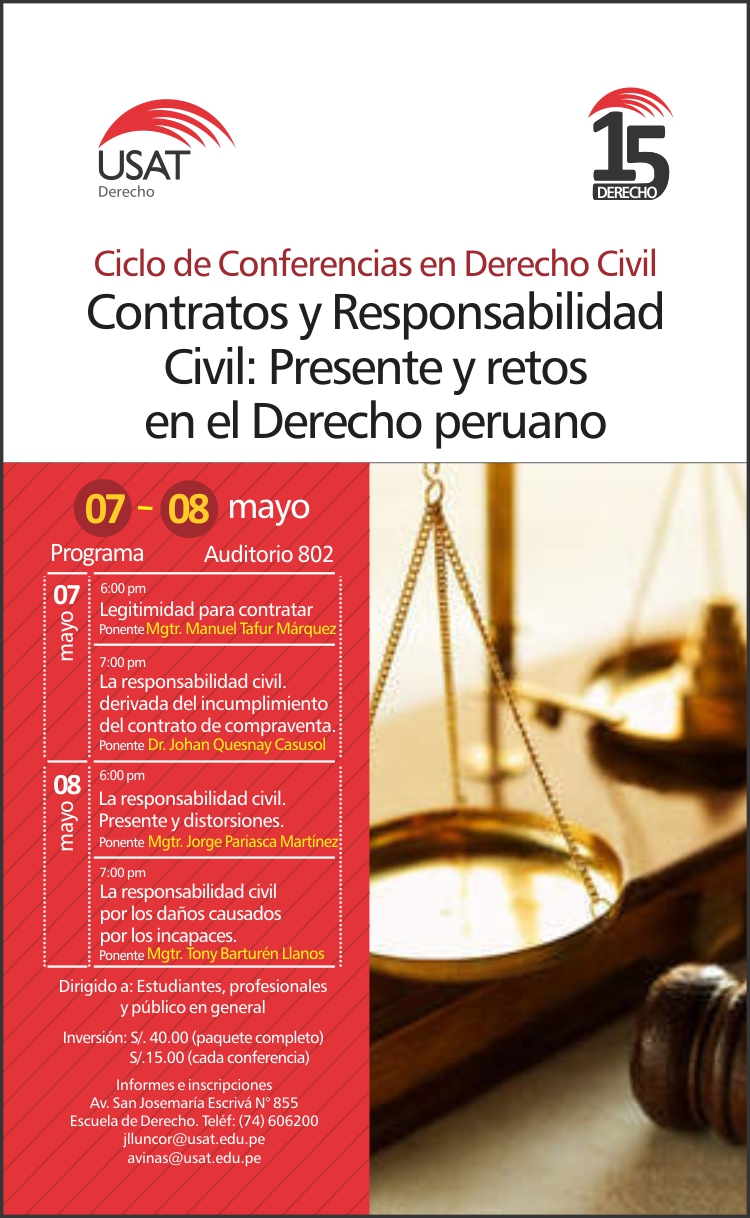 USAT
Derecho
15
DERECHO
Ciclo de Conferencias en Derecho Civil
Contratos y Responsabilidad
Civil: Presente y retos
en el Derecho peruano
07 - 08 mayo
Programa
Auditorio 802
07
mayo
6:00 pm
Legitimidad para contratar
Ponente Mgtr. Manuel Tafur Márquez
7:00 pm
La responsabilidad civil.
derivada del incumplimiento
del contrato de compraventa.
Ponente Dr. Johan Quesnay Casusol
08
mayo
6:00 pm
La responsabilidad civil.
Presente y distorsiones.
Ponente Mgtr. Jorge Pariasca Martínez
7:00 pm
La responsabilidad civil
por los daños causados
por los incapaces.
Ponente Mgtr. Tony Barturén Llanos
Dirigido a: Estudiantes, profesionales
y público en general
Inversión: S/. 40.00 (paquete completo)
S/.15.00 (cada conferencia)
Informes e inscripciones
Av. San Josemaría Escrivá N° 855
Escuela de Derecho. Teléf: (74) 606200
jlluncor@usat.edu.pe
avinas@usat.edu.pe